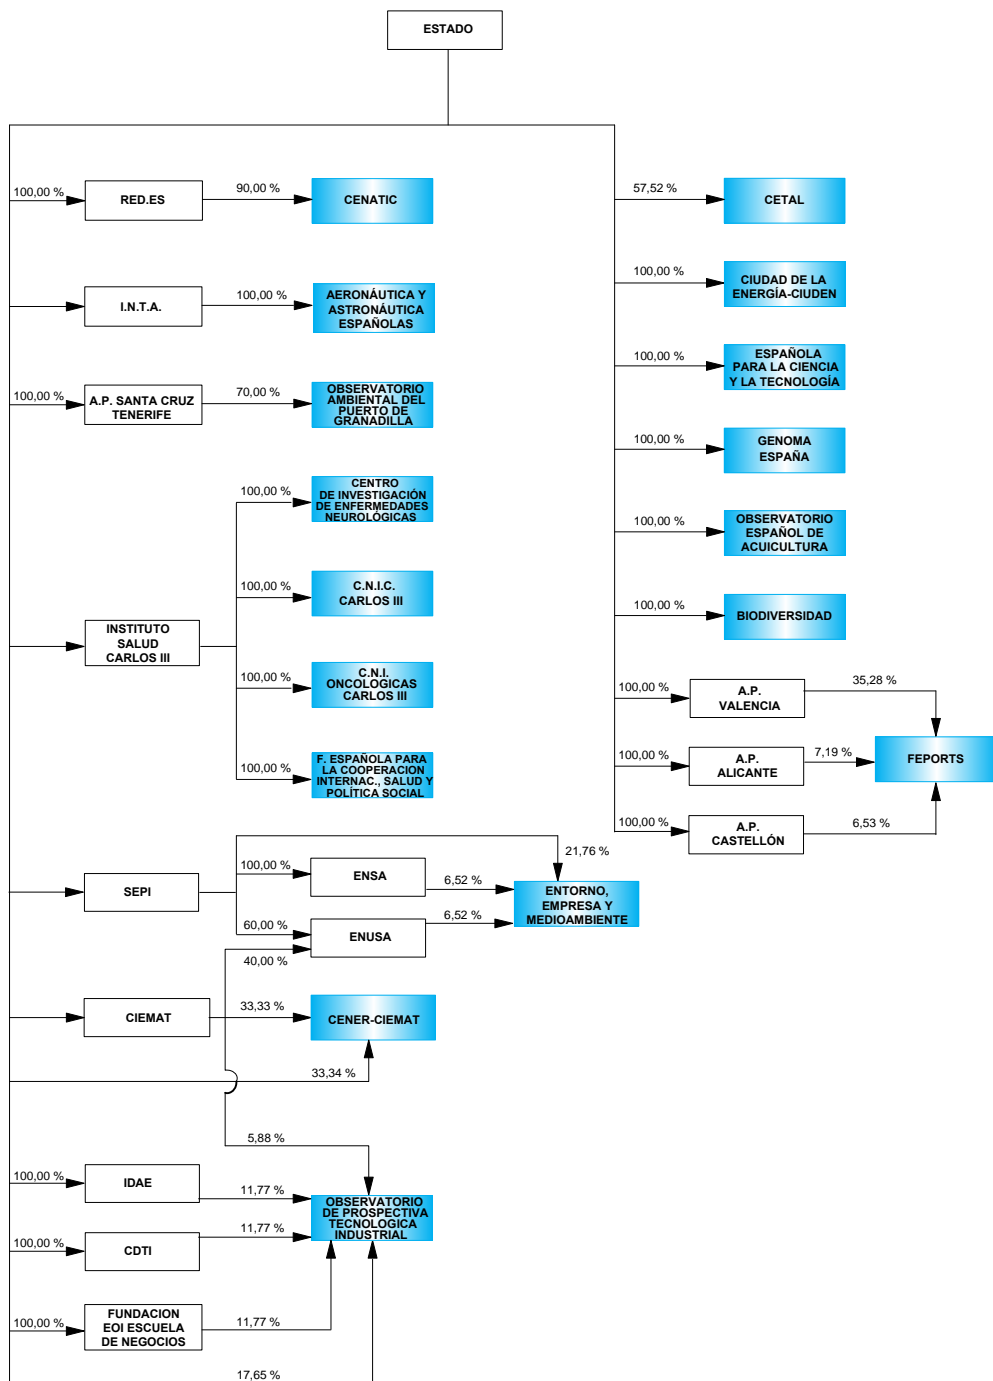 ESTADO
100,00 %
RED.ES
90,00 %
CENATIC
57,52 %
CETAL
I.N.T.A.
100,00 %
AERONÁUTICA Y
ASTRONÁUTICA
ESPAÑOLAS
100,00 %
CIUDAD DE LA
ENERGÍA-CIUDEN
100,00 %
A.P. SANTA CRUZ
TENERIFE
70,00 %
OBSERVATORIO
AMBIENTAL DEL
PUERTO DE
GRANADILLA
100,00 %
ESPAÑOLA
PARA LA CIENCIA
Y LA TECNOLOGÍA
100,00 %
GENOMA
ESPAÑA
100,00 %
CENTRO
DE INVESTIGACIÓN
DE ENFERMEDADES
NEUROLÓGICAS
100,00 %
OBSERVATORIO
ESPAÑOL DE
ACUICULTURA
100,00 %
C.N.I.C.
CARLOS III
100,00 %
BIODIVERSIDAD
INSTITUTO
SALUD
CARLOS III
100,00 %
C.N.I.
ONCOLÓGICAS
CARLOS III
100,00 %
A.P.
VALENCIA
35,28 %
100,00 %
F. ESPAÑOLA PARA
LA COOPERACION
INTERNAC., SALUD Y
POLÍTICA SOCIAL
100,00 %
A.P.
ALICANTE
7,19 %
FEPORTS
100,00 %
A.P.
CASTELLÓN
6,53 %
21,76 %
SEPI
100,00 %
ENSA
6,52 %
ENTORNO,
EMPRESA Y
MEDIOAMBIENTE
60,00 %
ENUSA
6,52 %
40,00 %
CIEMAT
33,33 %
CENER-CIEMAT
33,34 %
5,88 %
100,00 %
IDAE
11,77 %
OBSERVATORIO
DE PROSPECTIVA
TECNOLOGICA
INDUSTRIAL
100,00 %
CDTI
11,77 %
100,00 %
FUNDACION
EOI ESCUELA
DE NEGOCIOS
11,77 %
17,65 %